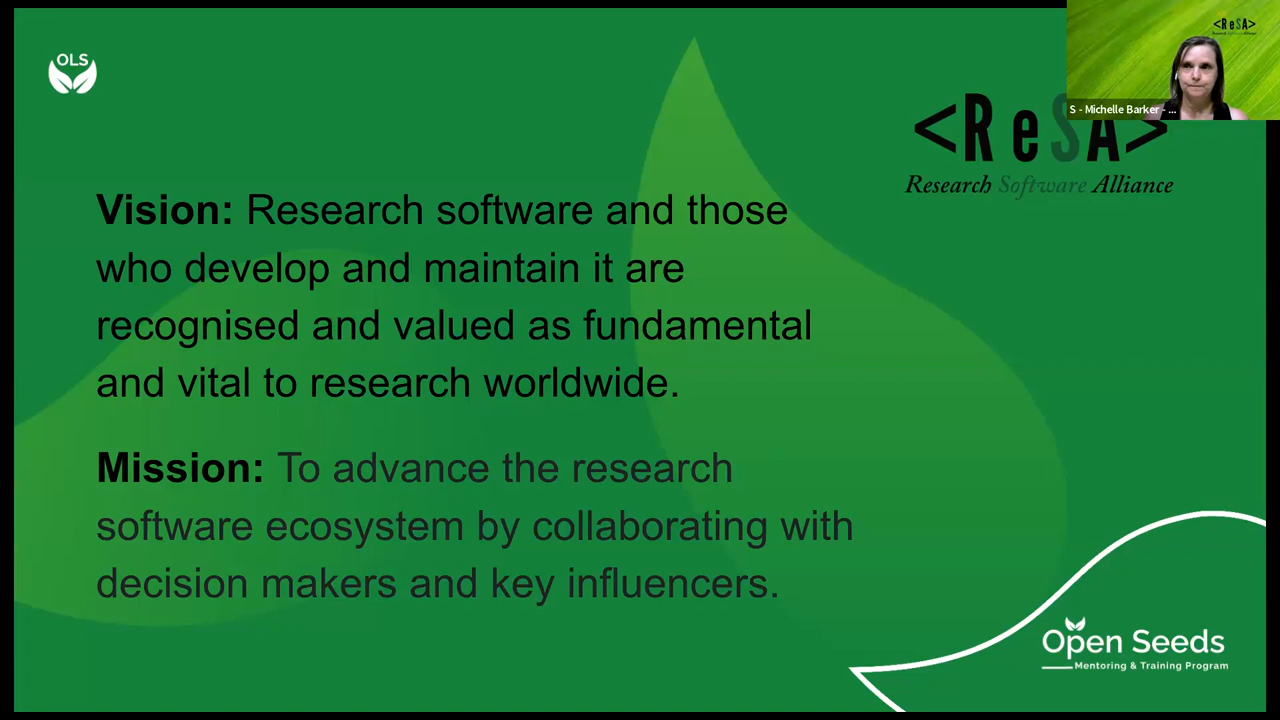 OLS
<ReSA>
S - Michelle Barker - ...
<ReSA>
Research Software Alliance
Vision: Research software and those
who develop and maintain it are
recognised and valued as fundamental
and vital to research worldwide.
Mission: To advance the research
software ecosystem by collaborating with
decision makers and key influencers.
Open Seeds
Mentoring & Training Program